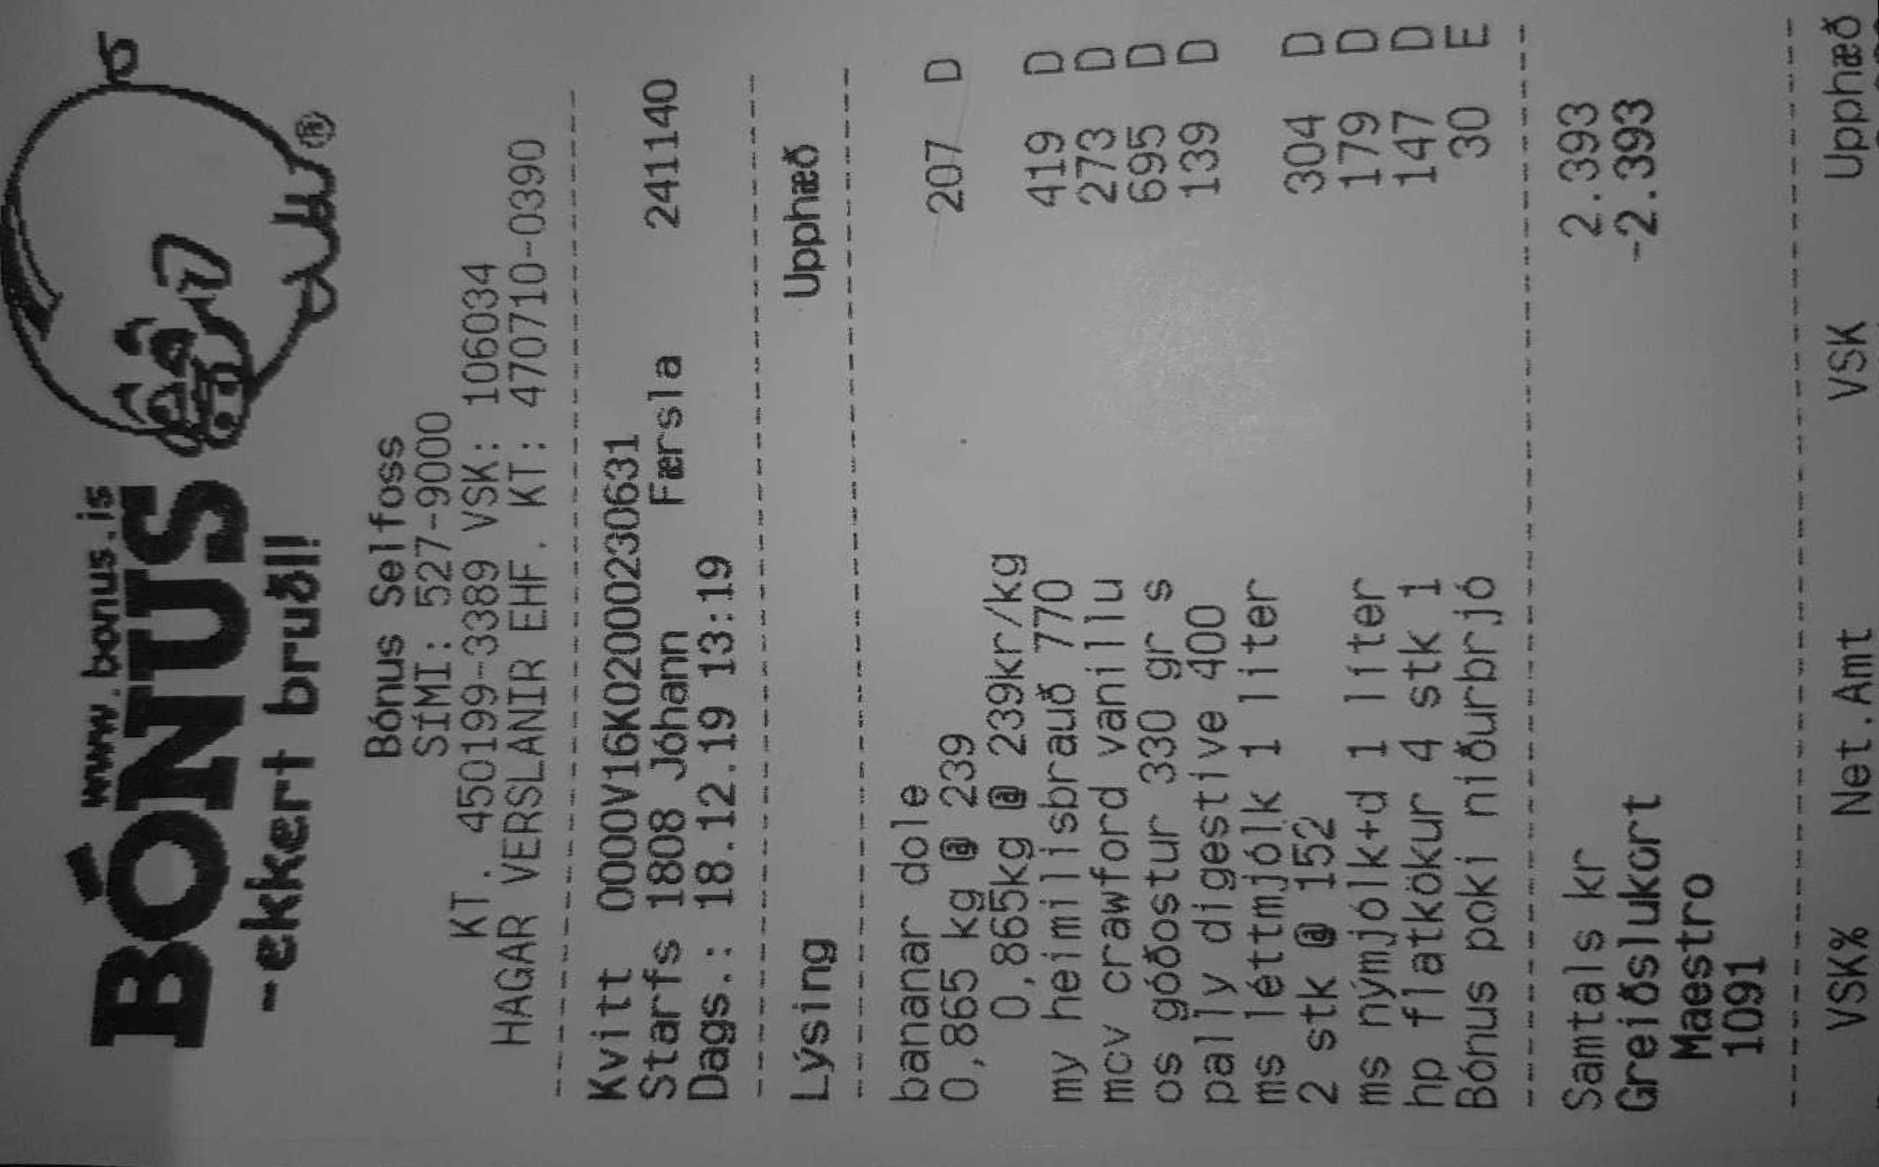 www.bonus.is
BÓNUS
-ekkert bruðl!
®
Bónus Selfoss
SÍMI: 527-9000
KT. 450199-3389 VSK: 106034
HAGAR VERSLANIR EHF. KT: 470710-0390
Kvitt 0000V16K02000230631
Starfs 1808 Jóhann Færsla 241140
Dags.: 18.12.19 13:19
Lýsing Upphæð
bananar dole 207 D
0,865 kg @ 239
0,865kg @ 239kr/kg
my heimilisbrauð 770 419 D
mcv crawford vanillu 273 D
os góðostur 330 gr s 695 D
pally digestive 400 139 D
ms léttmjólk 1 liter
2 stk @ 152 304 D
ms nýmjólk+d 1 líter 179 D
hp flatkökur 4 stk 1 147 D
Bónus poki niðurbrjó 30 E
Samtals kr 2.393
Greiðslukort -2.393
Maestro
1091
VSK% Net.Amt VSK Upphæð